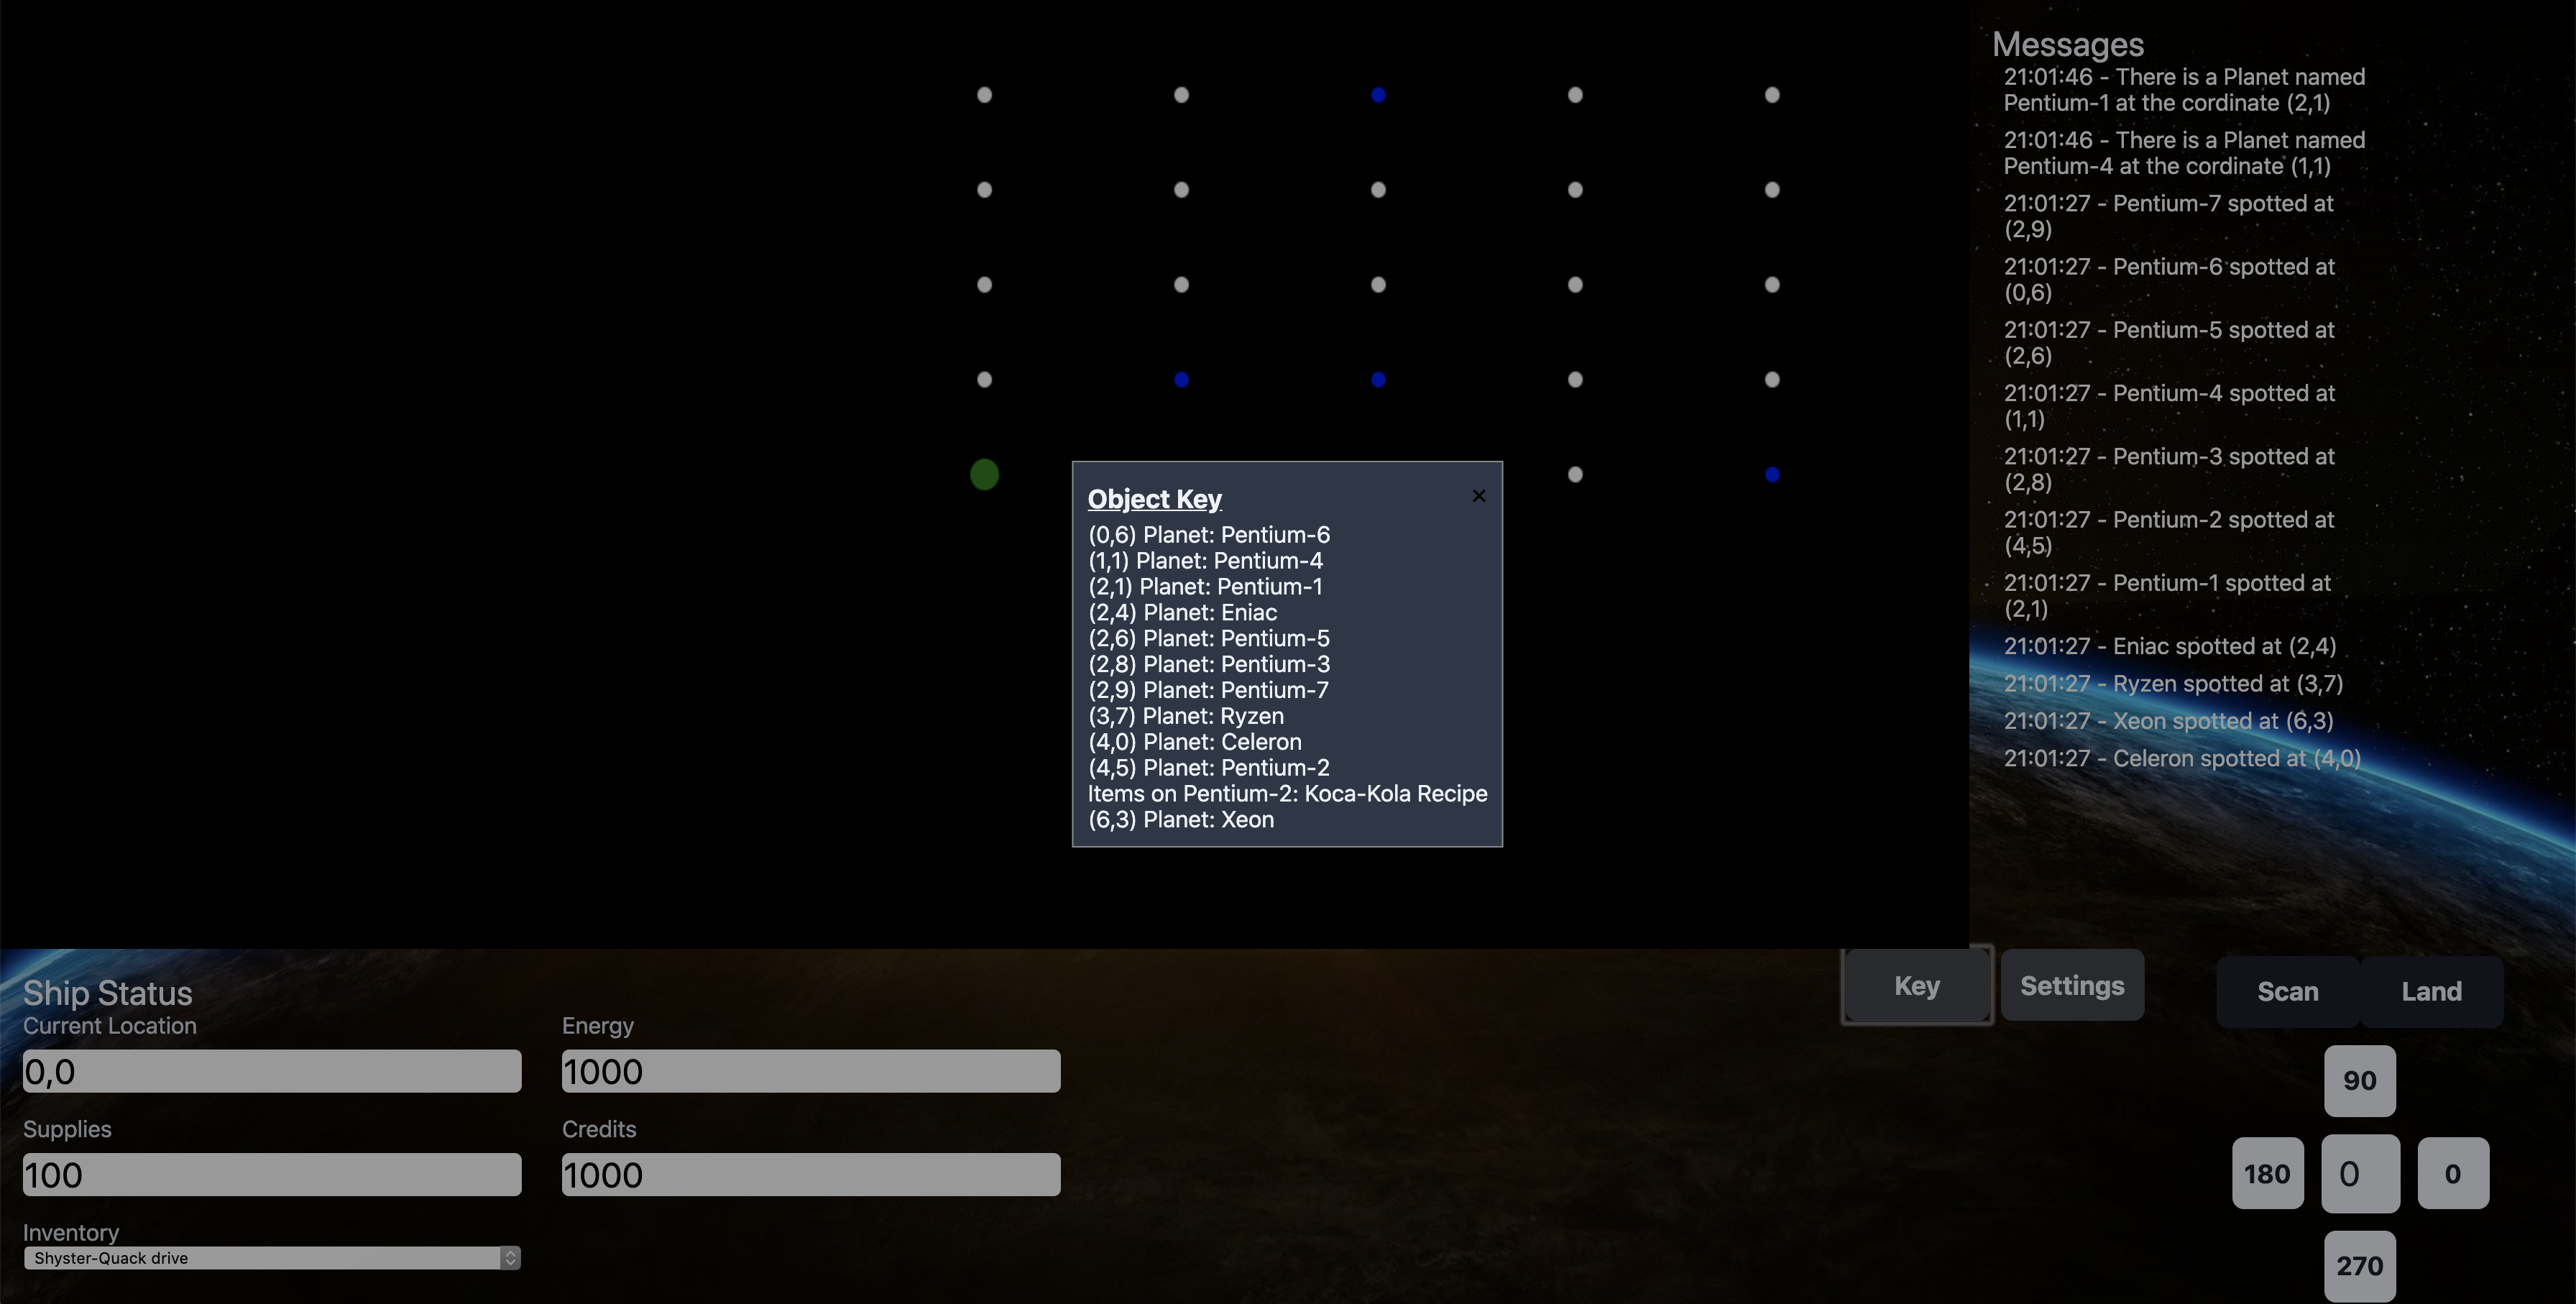 Messages
21:01:46 - There is a Planet named
Pentium-1 at the cordinate (2,1)
21:01:46 - There is a Planet named
Pentium-4 at the cordinate (1,1)
21:01:27 - Pentium-7 spotted at
(2,9)
21:01:27 - Pentium-6 spotted at
(0,6)
21:01:27 - Pentium-5 spotted at
(2,6)
21:01:27 - Pentium-4 spotted at
(1,1)
21:01:27 - Pentium-3 spotted at
(2,8)
21:01:27 - Pentium-2 spotted at
(4,5)
21:01:27 - Pentium-1 spotted at
(2,1)
21:01:27 - Eniac spotted at (2,4)
21:01:27 - Ryzen spotted at (3,7)
21:01:27 - Xeon spotted at (6,3)
21:01:27 - Celeron spotted at (4,0)
Object Key
×
(0,6) Planet: Pentium-6
(1,1) Planet: Pentium-4
(2,1) Planet: Pentium-1
(2,4) Planet: Eniac
(2,6) Planet: Pentium-5
(2,8) Planet: Pentium-3
(2,9) Planet: Pentium-7
(3,7) Planet: Ryzen
(4,0) Planet: Celeron
(4,5) Planet: Pentium-2
Items on Pentium-2: Koca-Kola Recipe
(6,3) Planet: Xeon
Ship Status
Current Location
0,0
Energy
1000
Supplies
100
Credits
1000
Inventory
Shyster-Quack drive
Key
Settings
Scan
Land
90
180
0
0
270